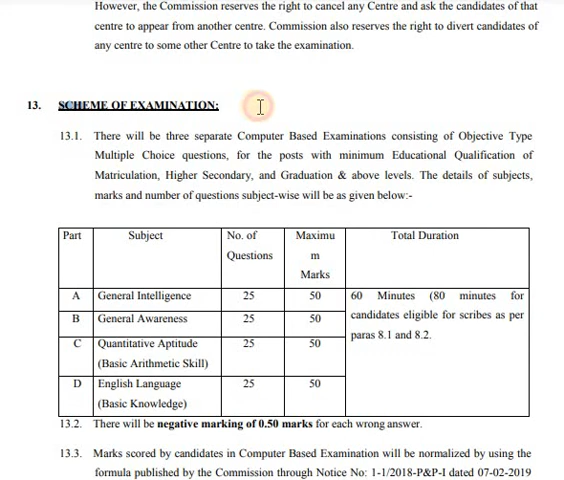 However, the Commission reserves the right to cancel any Centre and ask the candidates of that
centre to appear from another centre. Commission also reserves the right to divert candidates of
any centre to some other Centre to take the examination.
13. SCHEME OF EXAMINATION:
13.1. There will be three separate Computer Based Examinations consisting of Objective Type
Multiple Choice questions, for the posts with minimum Educational Qualification of
Matriculation, Higher Secondary, and Graduation & above levels. The details of subjects,
marks and number of questions subject-wise will be as given below:-
Part Subject No. of Maximu Total Duration
Questions m
Marks
A General Intelligence 25 50 60 Minutes (80 minutes for
B General Awareness 25 50 candidates eligible for scribes as per
paras 8.1 and 8.2.
C Quantitative Aptitude 25 50
(Basic Arithmetic Skill)
D English Language 25 50
(Basic Knowledge)
13.2. There will be negative marking of 0.50 marks for each wrong answer.
13.3. Marks scored by candidates in Computer Based Examination will be normalized by using the
formula published by the Commission through Notice No: 1-1/2018-P&P-I dated 07-02-2019